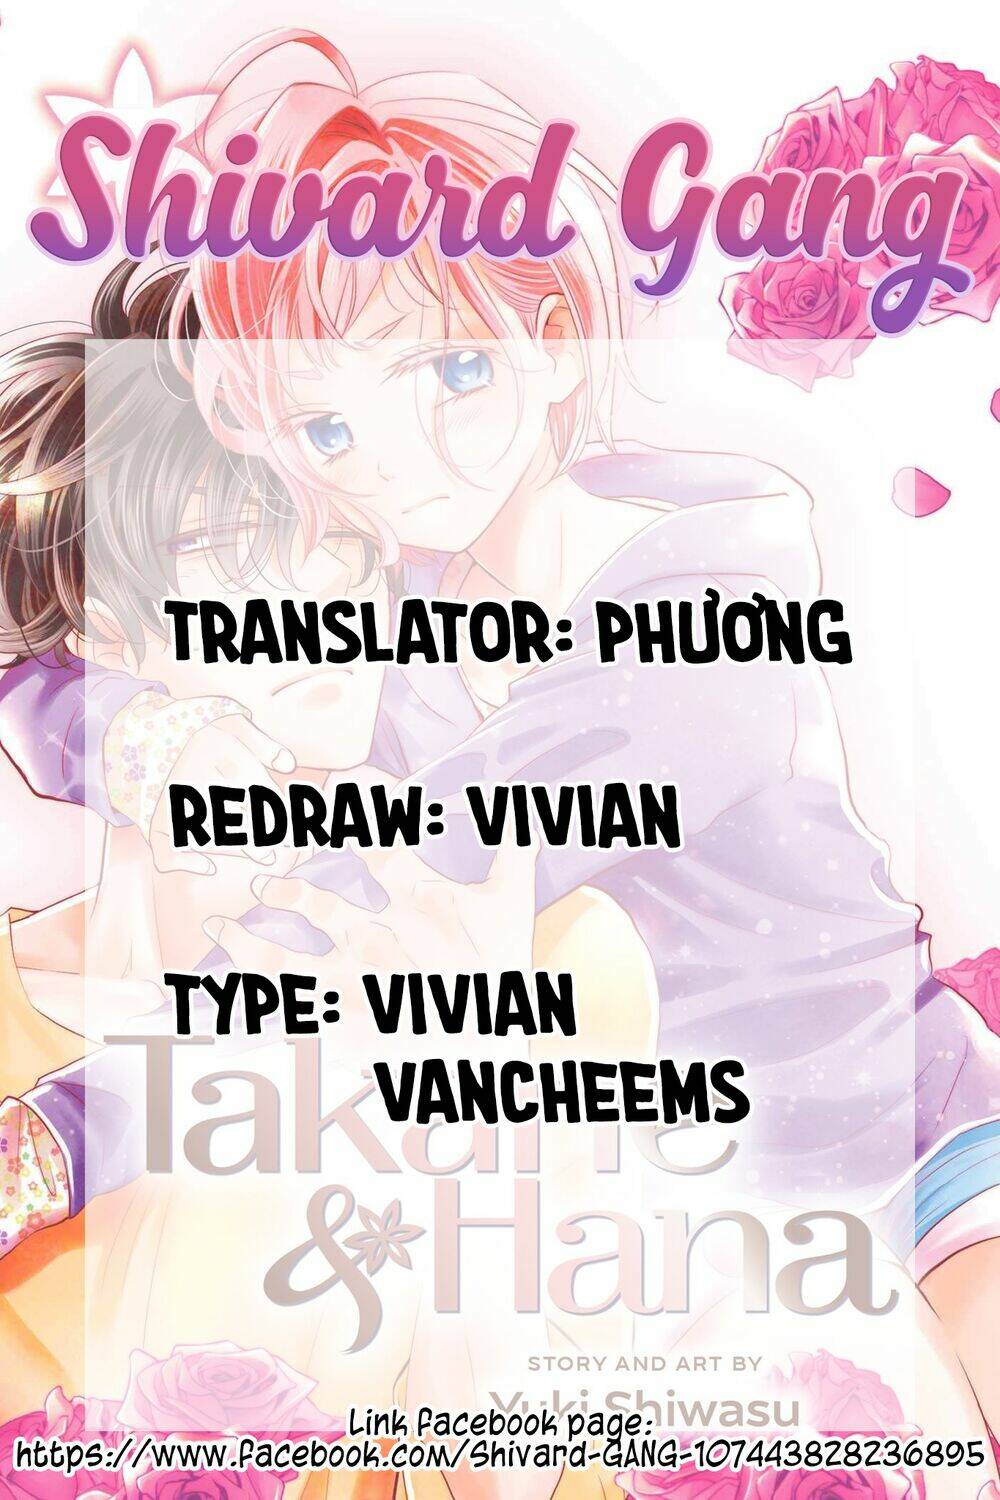 Shivard Gang
TRANSLATOR: PHƯƠNG
REDRAW: VIVIAN
TYPE: VIVIAN
VANCHEEMS
Takane
& Hana
STORY AND ART BY
Yuki Shiwasu
Link facebook page:
https://www.facebook.com/Shivard-GANG-107443828236895